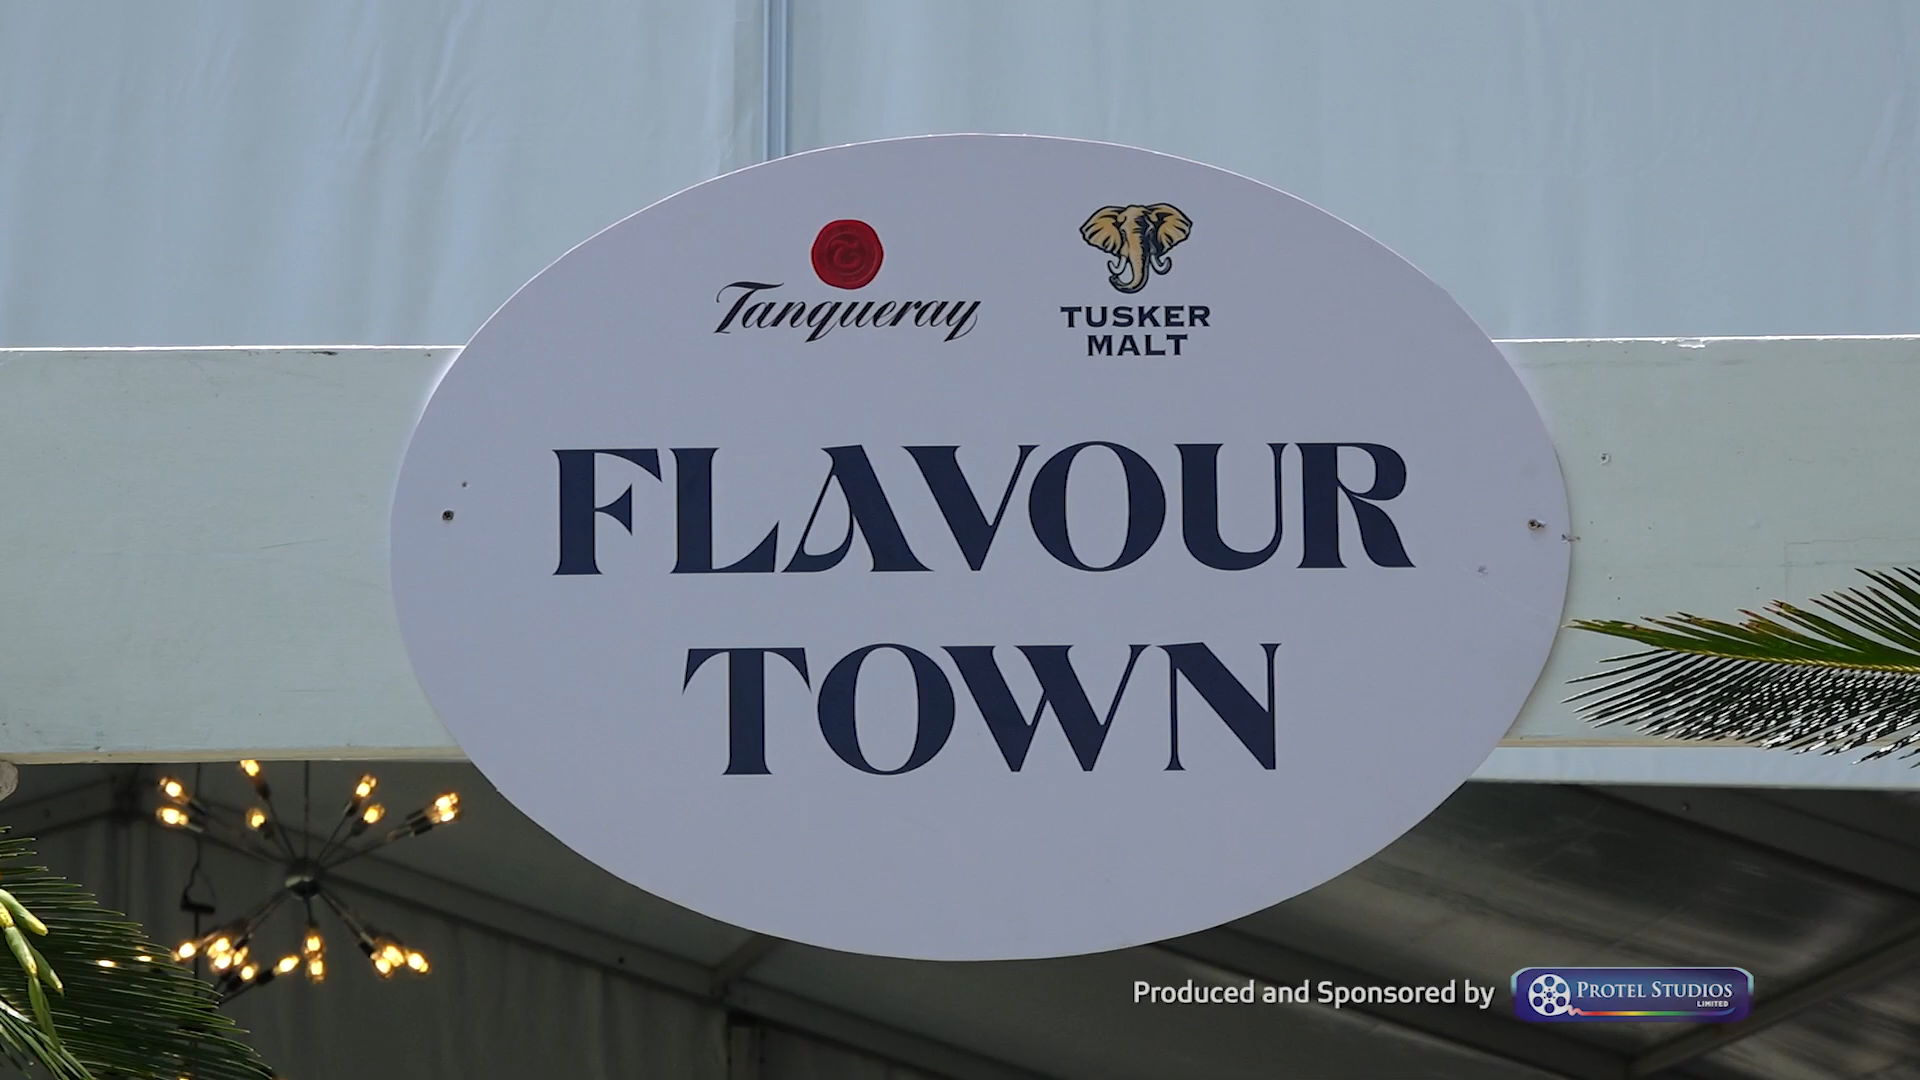 Tanqueray
TUSKER
MALT
FLAVOUR
TOWN
Produced and Sponsored by
PROTEL STUDIOS
LIMITED